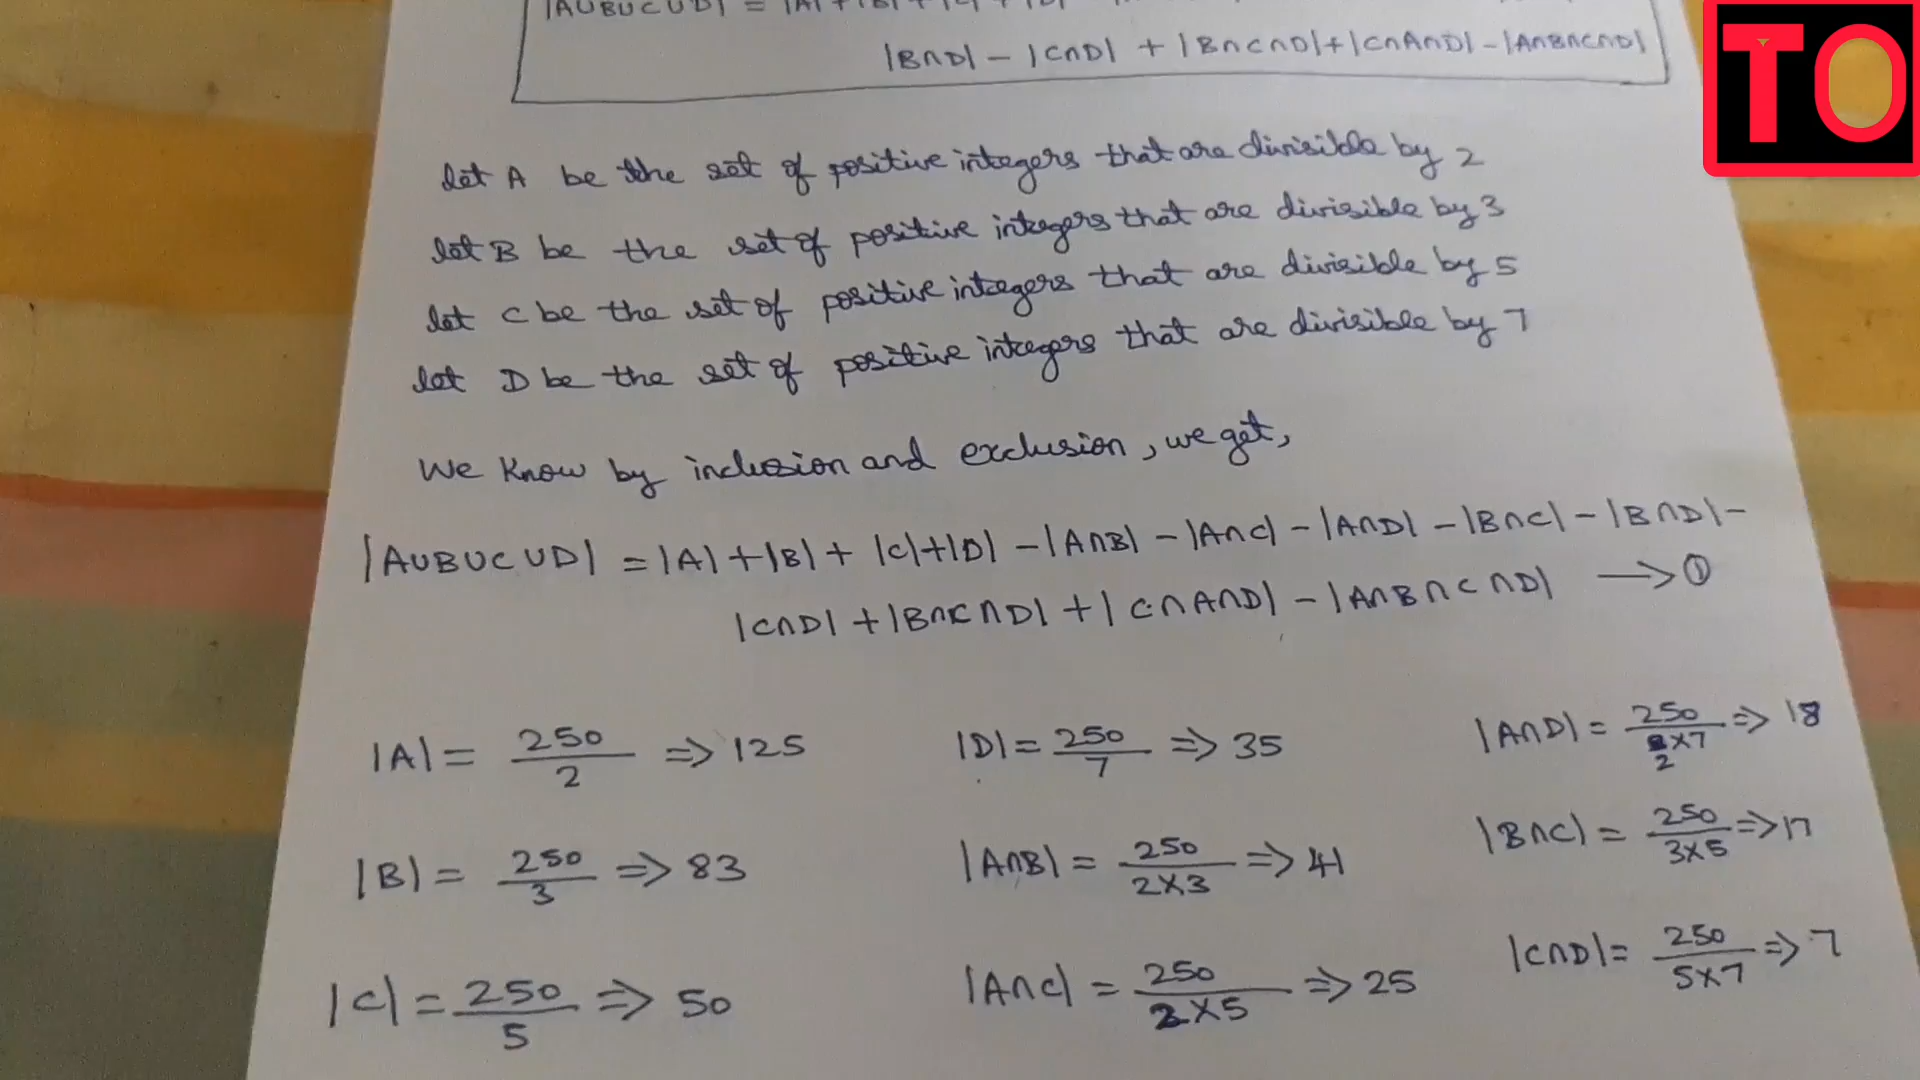 |AUBUCUD| = |A|+|B|+|C|+|D|
|B∩D| - |C∩D| + |B∩C∩D|+|C∩A∩D| - |A∩B∩C∩D|
TO
let A be the set of positive integers that are divisible by 2
let B be the set of positive integers that are divisible by 3
let C be the set of positive integers that are divisible by 5
let D be the set of positive integers that are divisible by 7
We know by inclusion and exclusion, we get,
|AUBUCUD| = |A|+|B|+|C|+|D| - |A∩B| - |A∩C| - |A∩D| - |B∩C| - |B∩D| -
|C∩D| + |B∩C∩D| + |C∩A∩D| - |A∩B∩C∩D| → ①
|A| = 250/2 ⇒ 125
|B| = 250/3 ⇒ 83
|C| = 250/5 ⇒ 50
|D| = 250/7 ⇒ 35
|A∩B| = 250/2×3 ⇒ 41
|A∩C| = 250/2×5 ⇒ 25
|A∩D| = 250/2×7 ⇒ 18
|B∩C| = 250/3×5 ⇒ 17
|C∩D| = 250/5×7 ⇒ 7